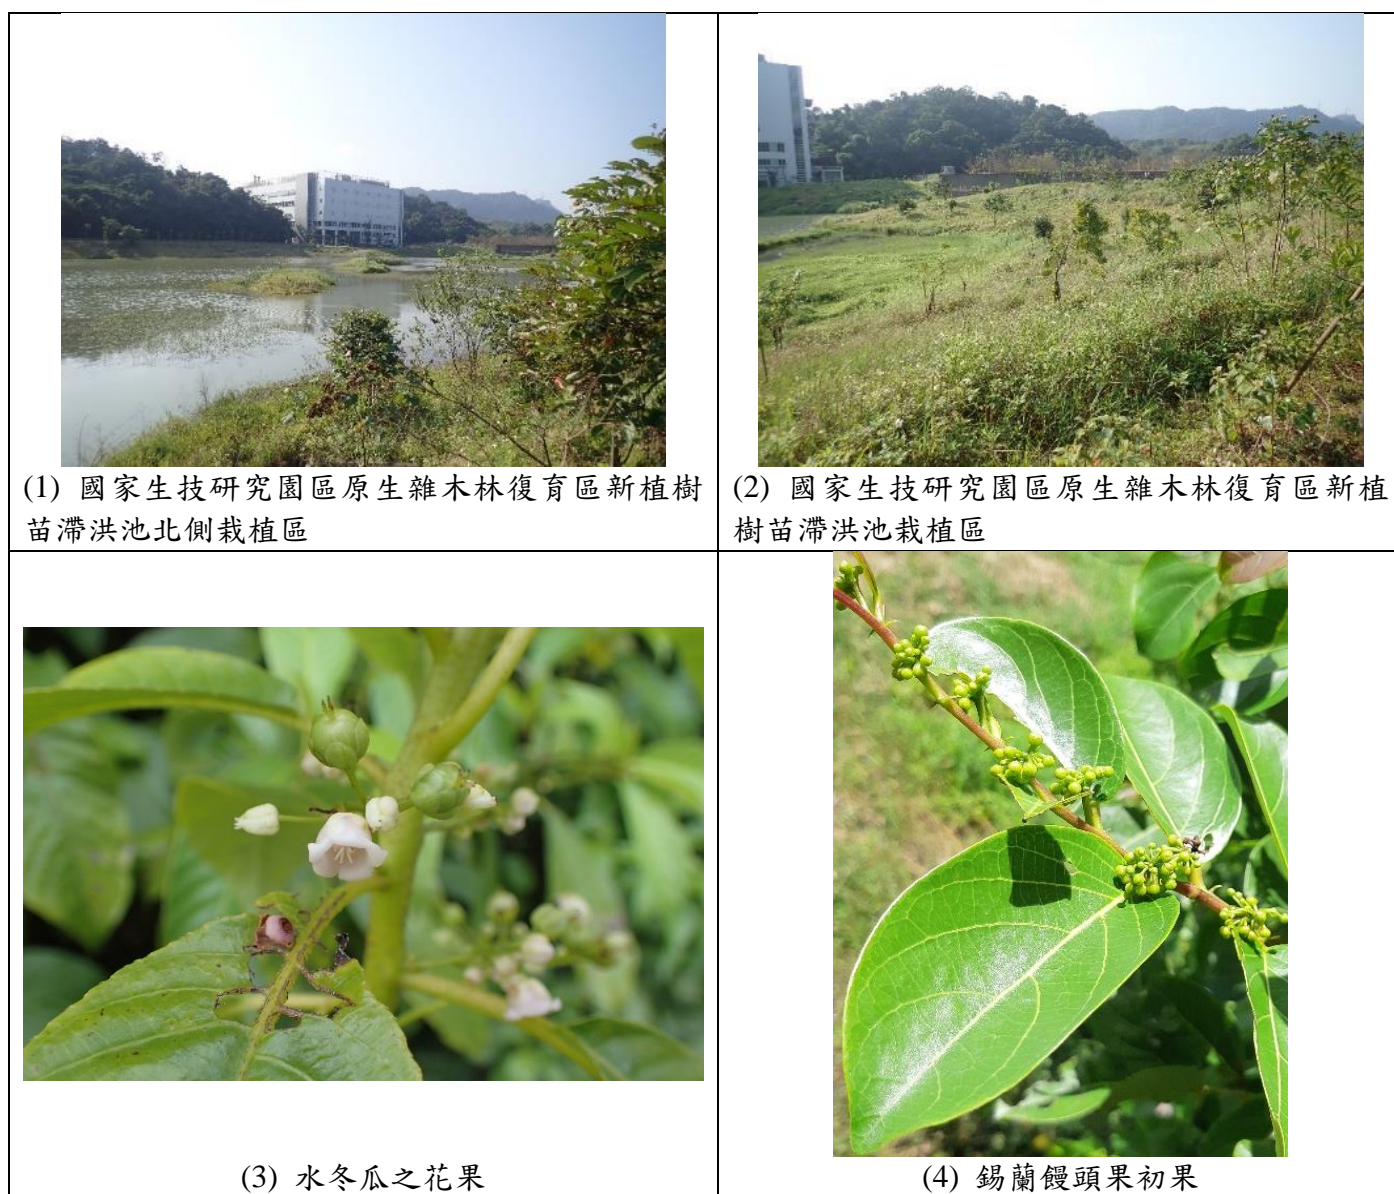 (1) 國家生技研究園區原生雜木林復育區新植樹
苗滯洪池北側栽植區
(2) 國家生技研究園區原生雜木林復育區新植
樹苗滯洪池栽植區
(3) 水冬瓜之花果
(4) 錫蘭饅頭果初果